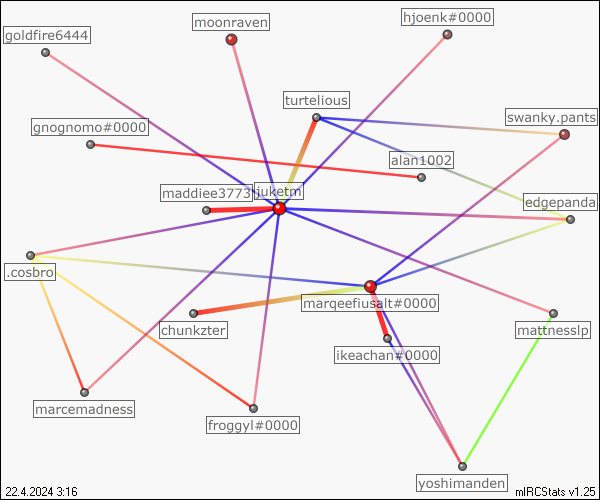 hjoenk#0000
moonraven
goldfire6444
turtelious
swanky.pants
gnognomo#0000
alan1002
maddiee3773
juketm
edgepanda
.cosbro
marqeefiusalt#0000
chunkzter
mattnesslp
ikeachan#0000
marcemadness
froggyl#0000
yoshimanden
22.4.2024 3:16
mIRCStats v1.25